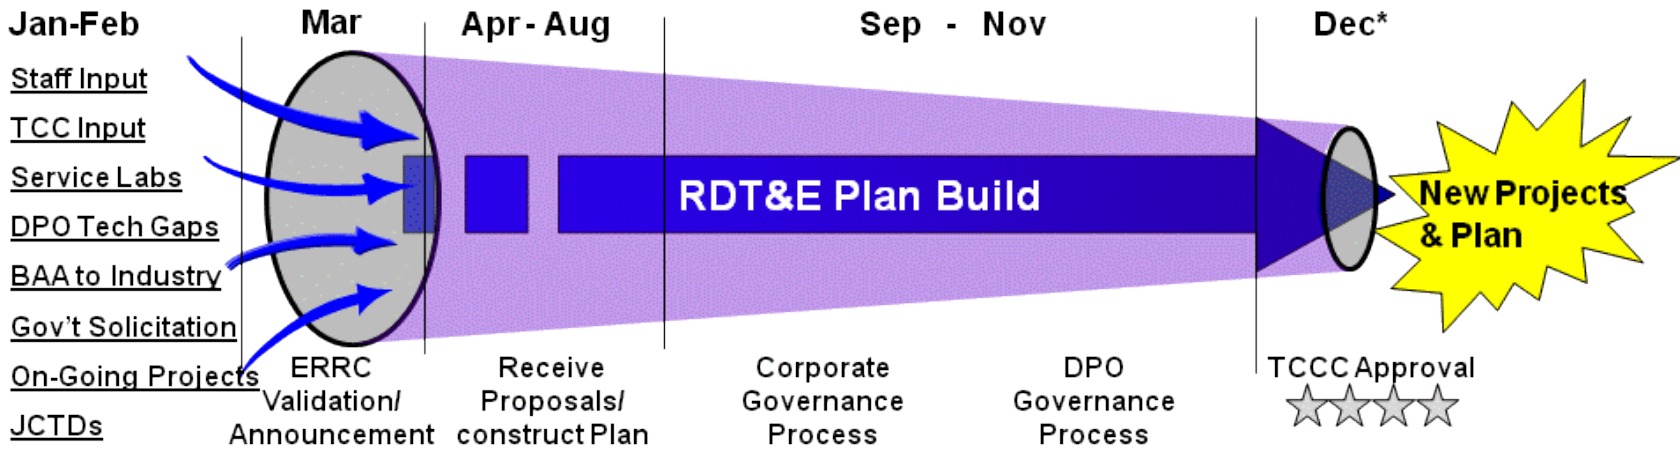 Jan-Feb
Mar
Apr - Aug
Sep - Nov
Dec*
Staff Input
TCC Input
Service Labs
DPO Tech Gaps
BAA to Industry
Gov't Solicitation
On-Going Projects
JCTDs
RDT&E Plan Build
New Projects
& Plan
ERRC
Validation/
Announcement
Receive
Proposals/
construct Plan
Corporate
Governance
Process
DPO
Governance
Process
TCCC Approval